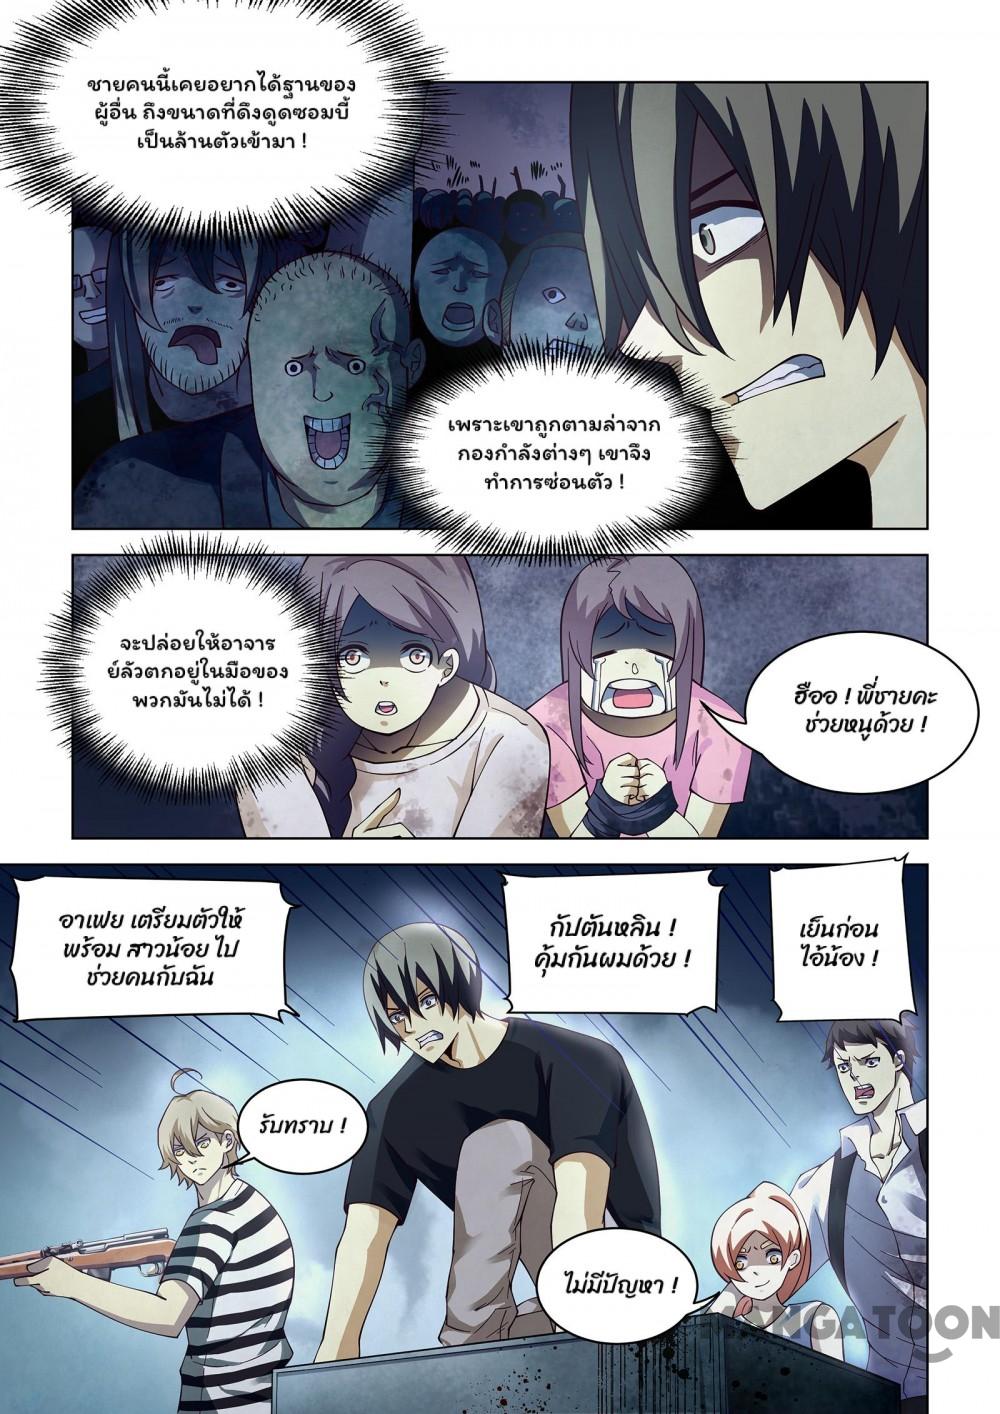 ชายคนนี้เคยอยากได้ฐานของ
ผู้อื่น ถึงขนาดที่ดึงดูดซอมบี้
เป็นล้านตัวเข้ามา !
เพราะเขาถูกตามล่าจาก
กองกำลังต่างๆ เขาจึง
ทำการซ่อนตัว !
จะปล่อยให้อาจาร
ย์ลัวตกอยู่ในมือของ
พวกมันไม่ได้ !
ฮืออ ! พี่ชายคะ
ช่วยหนูด้วย !
อาเฟย เตรียมตัวให้
พร้อม สาวน้อย ไป
ช่วยคนกับฉัน
กัปตันหลิน !
คุ้มกันผมด้วย !
เย็นก่อน
ไอ้น้อง !
รับทราบ !
ไม่มีปัญหา !
MANGATOON